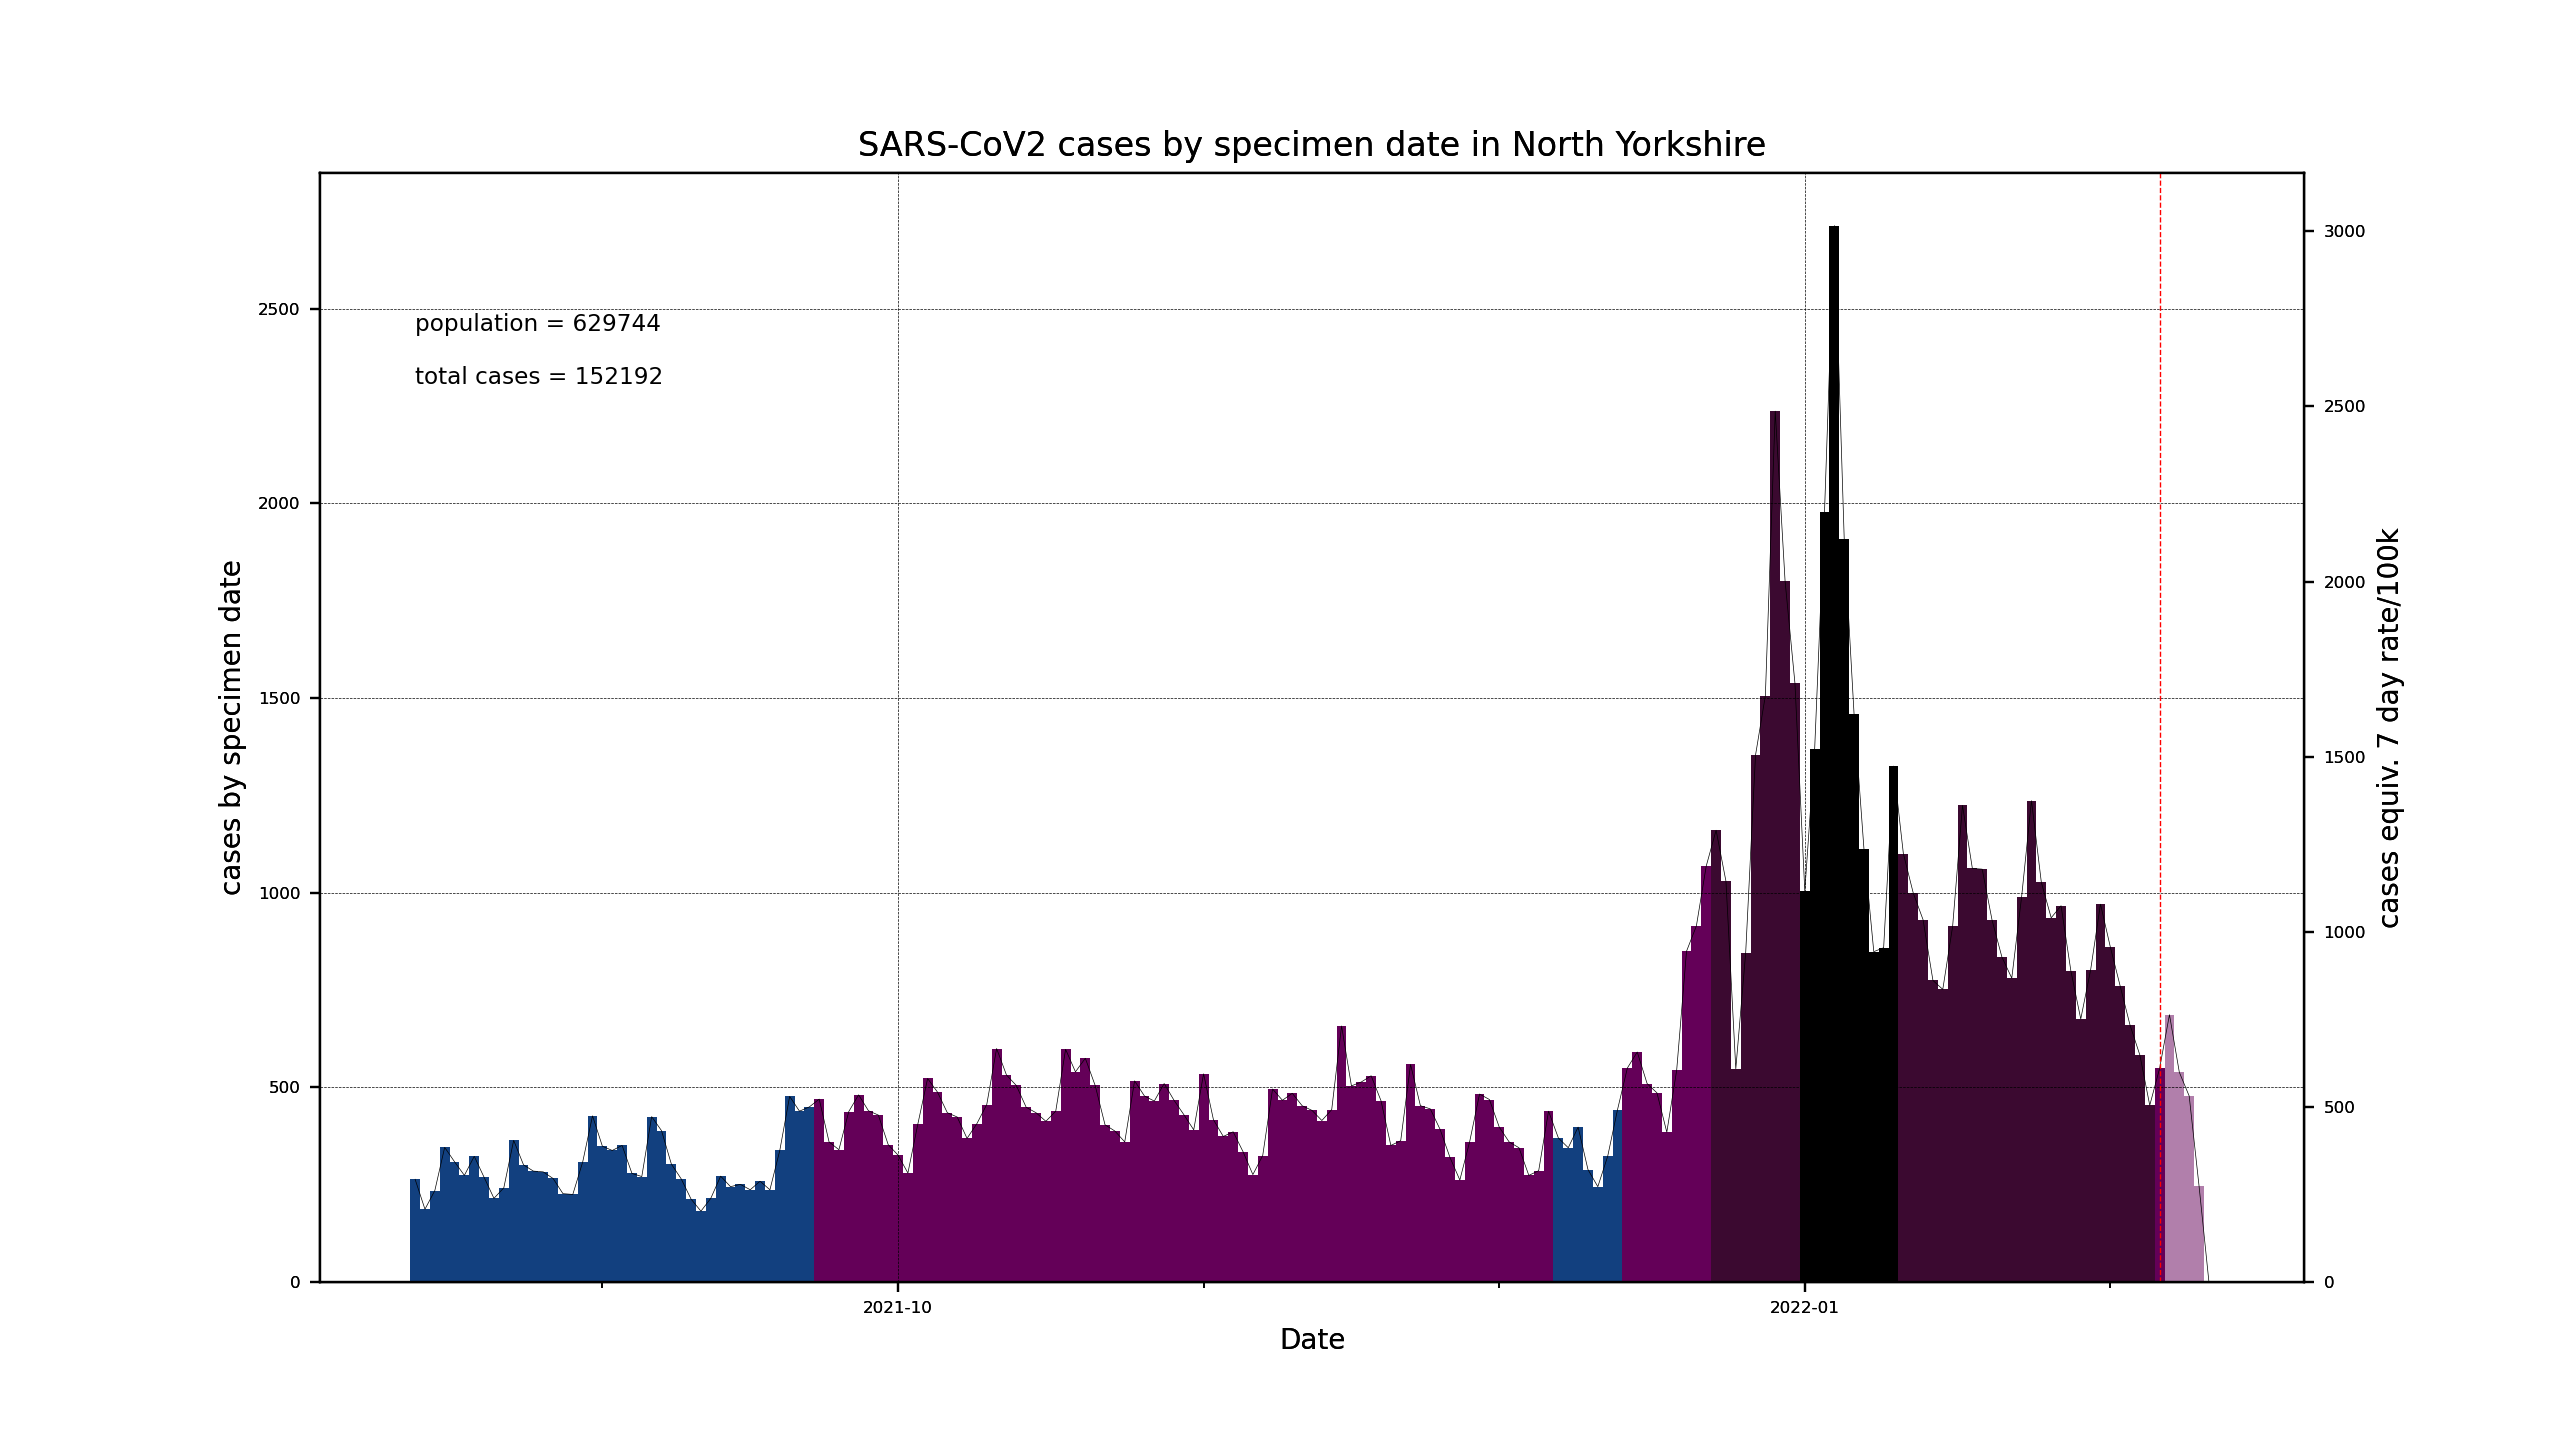 SARS-CoV2 cases by specimen date in North Yorkshire
population = 629744
total cases = 152192
cases by specimen date
2500
2000
1500
1000
500
0
3000
2500
2000
1500
1000
500
0
cases equiv. 7 day rate/100k
2021-10
2022-01
Date